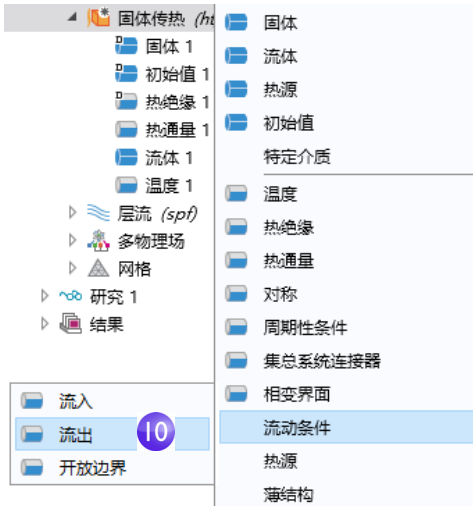 固体传热 (ht
固体 1
初始值 1
热绝缘 1
热通量 1
流体 1
温度 1
层流 (spf)
多物理场
网格
研究 1
结果
固体
流体
热源
初始值
特定介质
温度
热绝缘
热通量
对称
周期性条件
集总系统连接器
相变界面
流动条件
热源
薄结构
流入
流出
10
开放边界